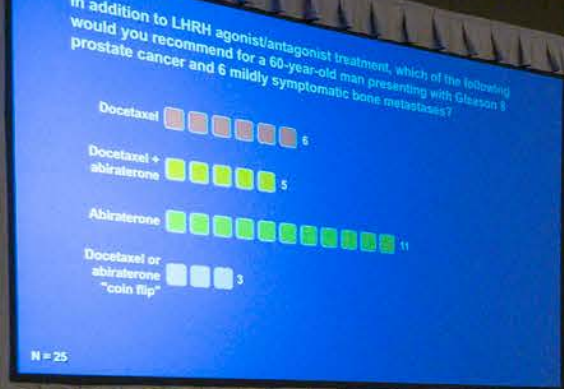 In addition to LHRH agonist/antagonist treatment, which of the following
would you recommend for a 60-year-old man presenting with Gleason 8
prostate cancer and 6 mildly symptomatic bone metastases?
Docetaxel 6
Docetaxel +
abiraterone 5
Abiraterone 11
Docetaxel or
abiraterone 3
"coin flip"
N = 25